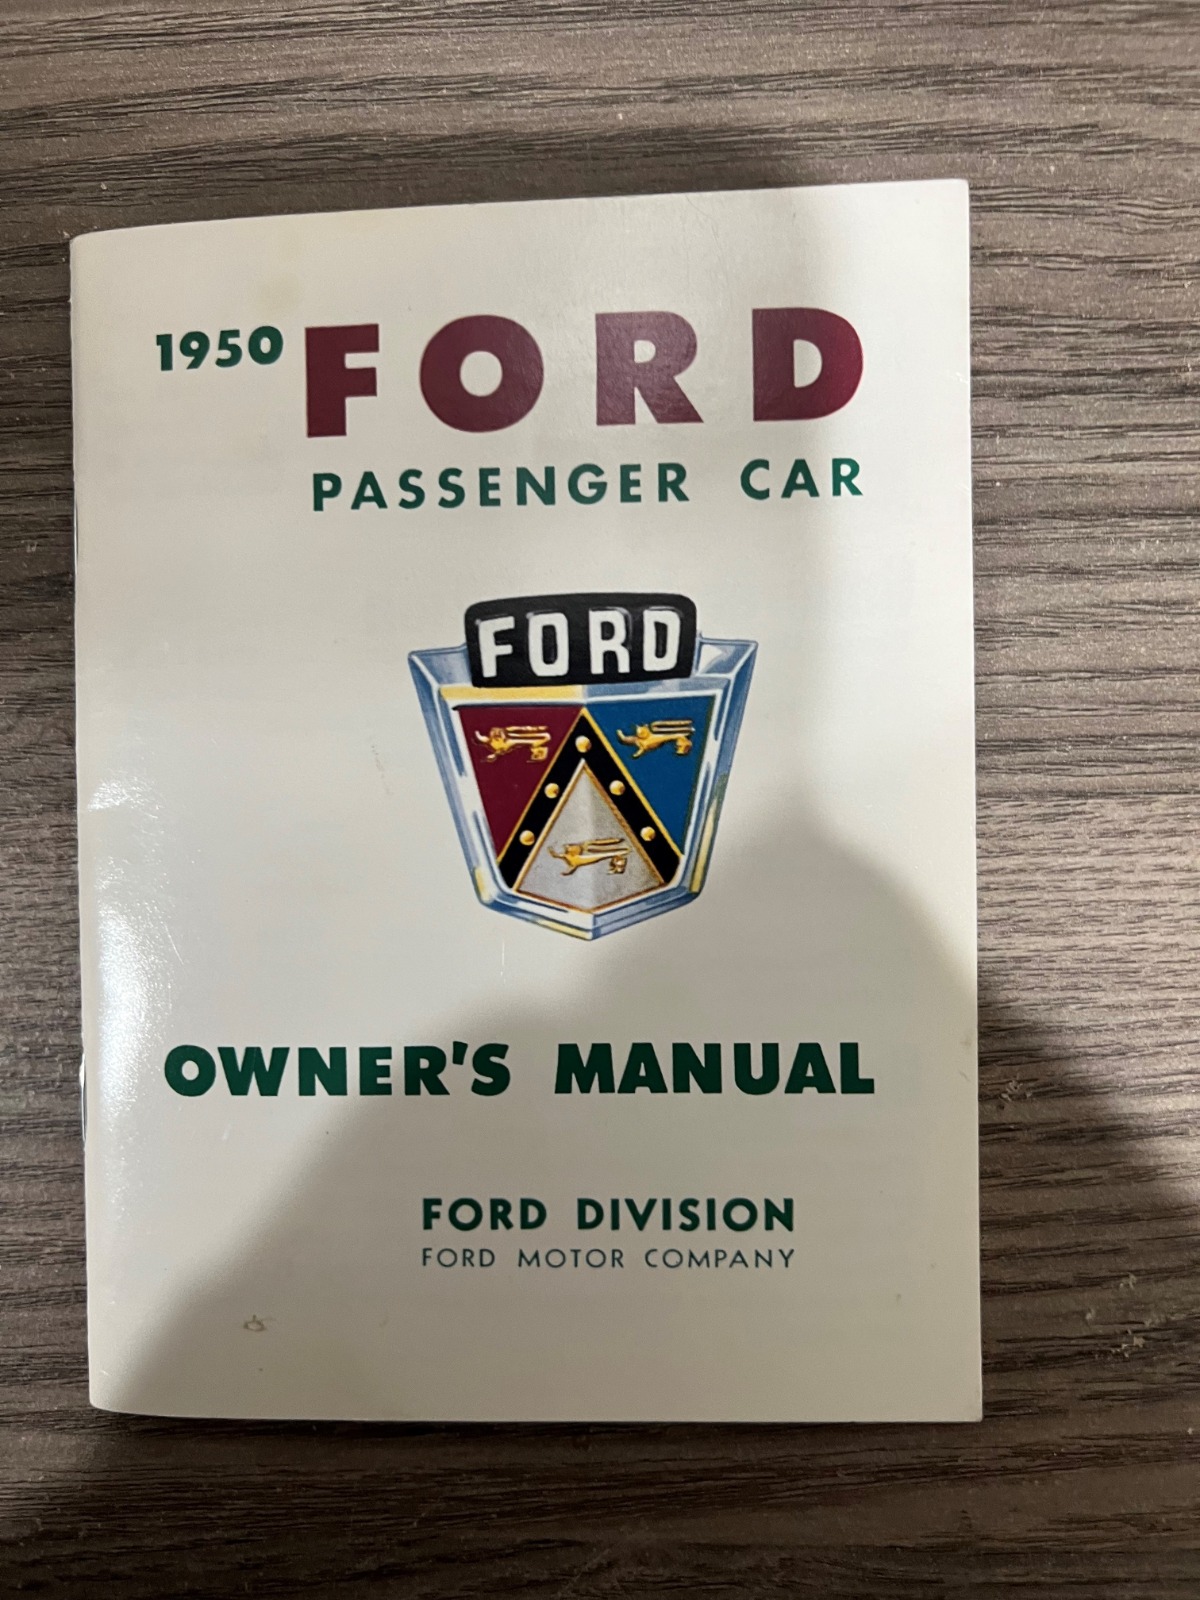 1950 FORD
PASSENGER CAR
FORD
OWNER'S MANUAL
FORD DIVISION
FORD MOTOR COMPANY